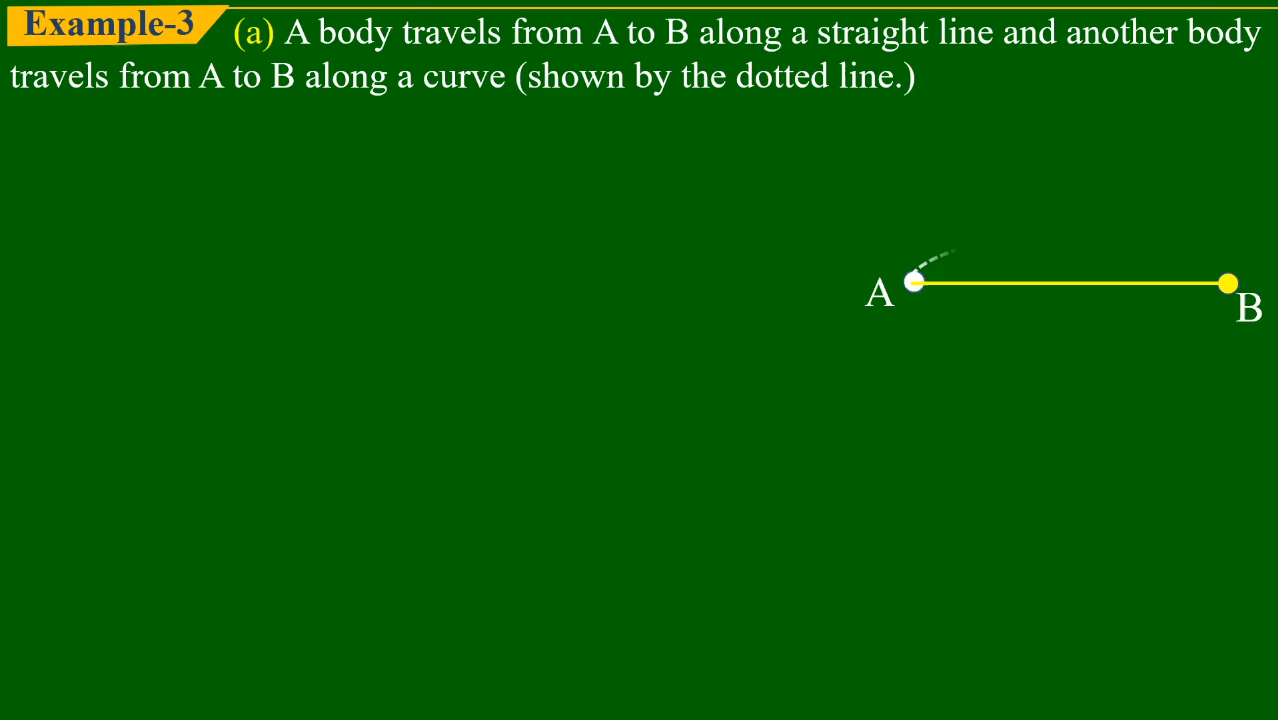 Example-3 (a) A body travels from A to B along a straight line and another body
travels from A to B along a curve (shown by the dotted line.)
A
B